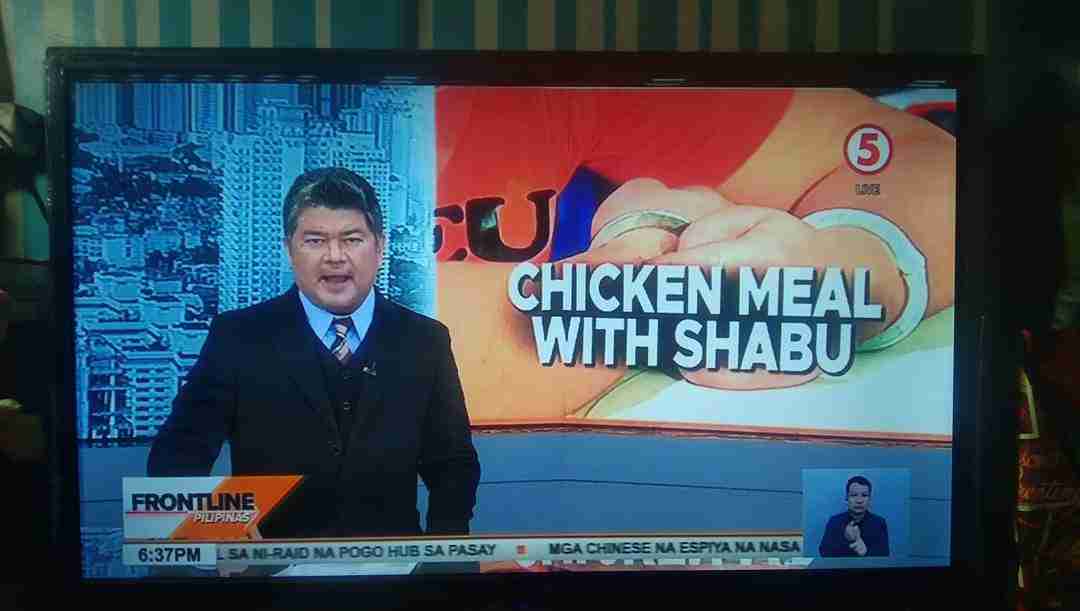 5
LIVE
CU
CHICKEN MEAL
WITH SHABU
FRONTLINE
PILIPINAS
6:37PM
L SA NI-RAID NA POGO HUB SA PASAY ▪ MGA CHINESE NA ESPIYA NA NASA